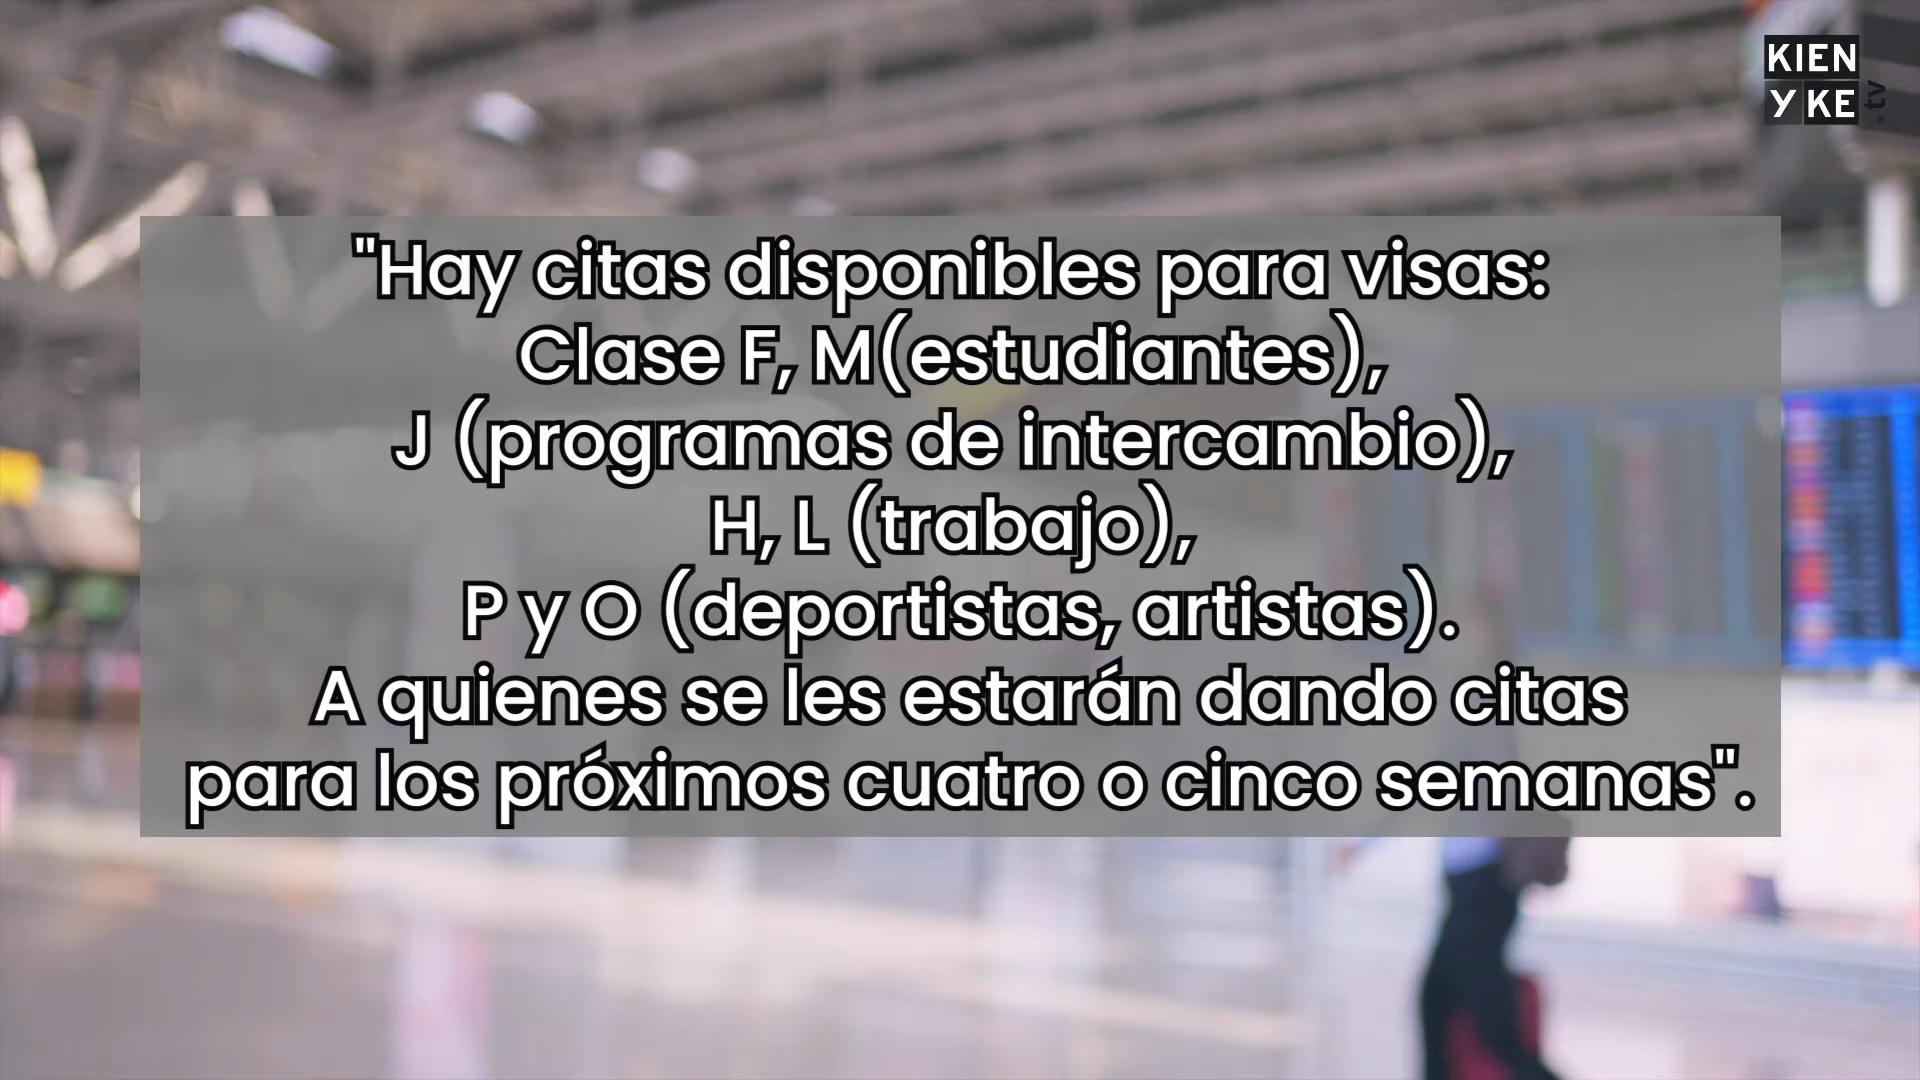 KIEN
YKE
.tv
"Hay citas disponibles para visas:
Clase F, M(estudiantes),
J (programas de intercambio),
H, L (trabajo),
P y O (deportistas, artistas).
A quienes se les estarán dando citas
para los próximos cuatro o cinco semanas".